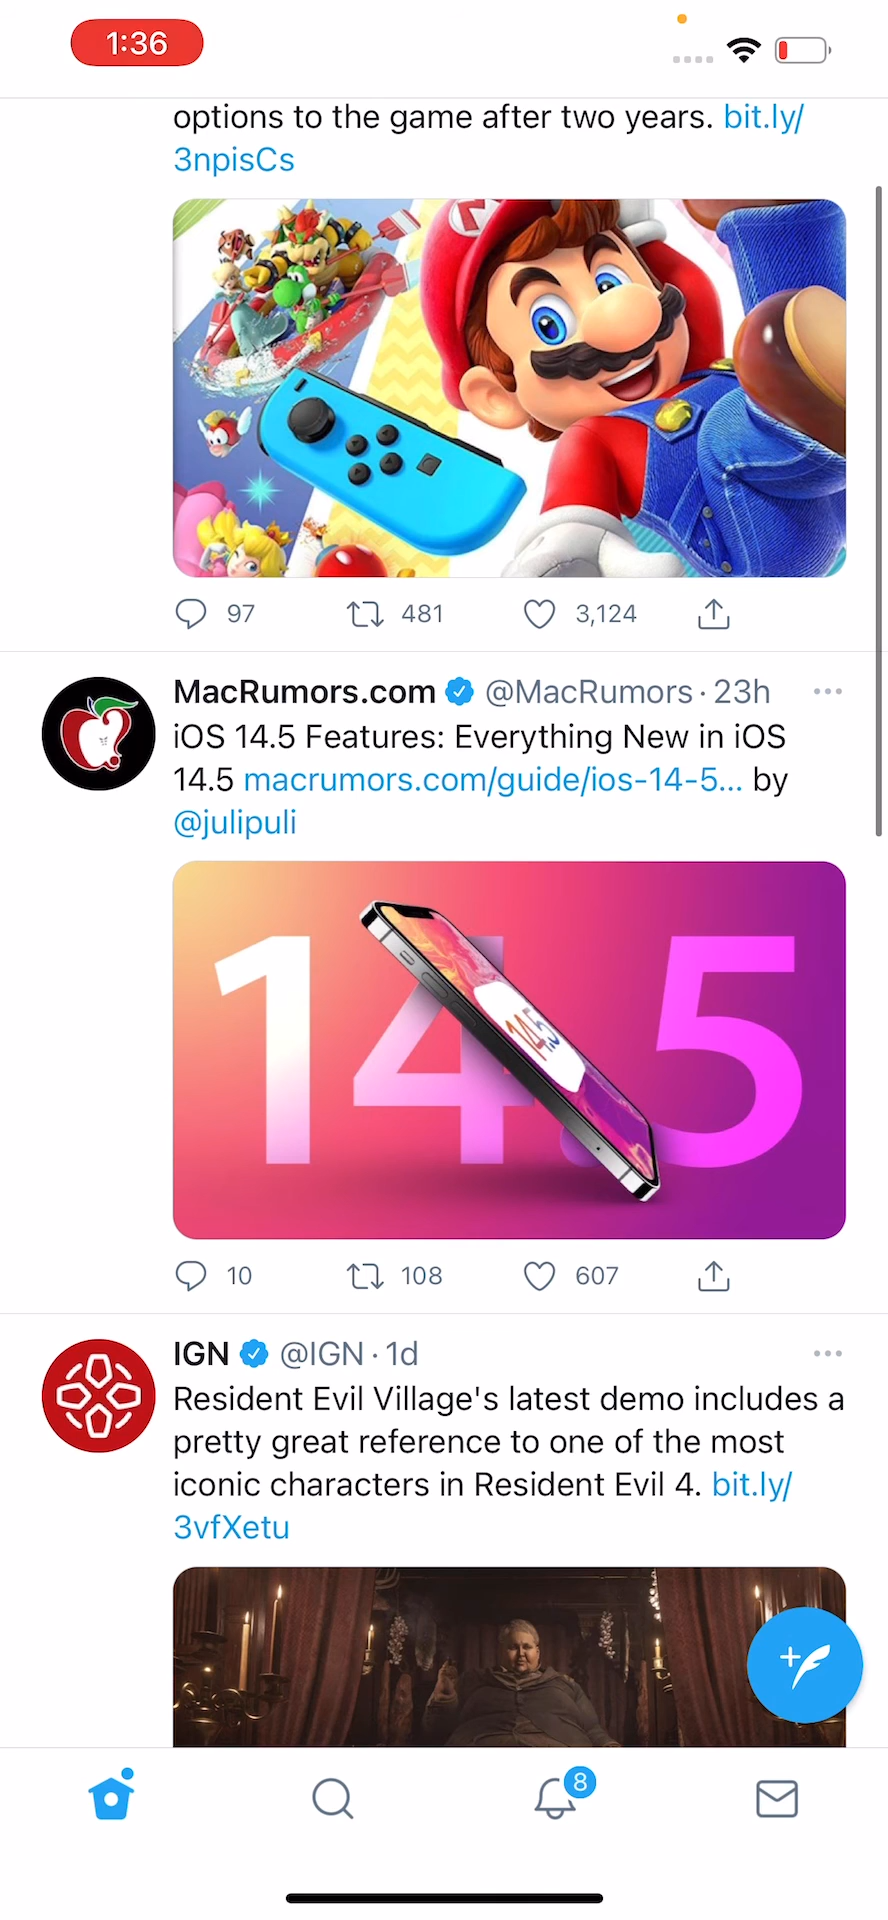 1:36
options to the game after two years. bit.ly/
3npisCs
M
97 481 3,124
MacRumors.com @MacRumors · 23h
iOS 14.5 Features: Everything New in iOS
14.5 macrumors.com/guide/ios-14-5... by
@julipuli
14.5
14.5
10 108 607
IGN @IGN · 1d
Resident Evil Village's latest demo includes a
pretty great reference to one of the most
iconic characters in Resident Evil 4. bit.ly/
3vfXetu
8